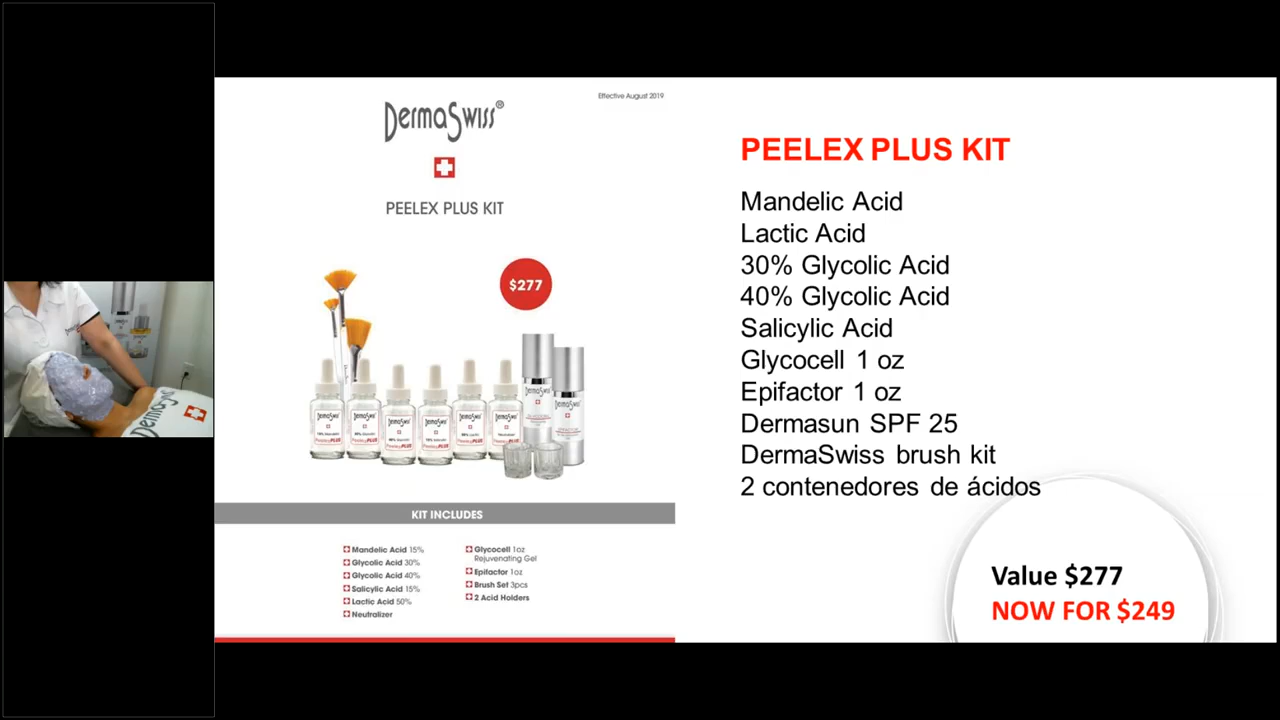 Effective August 2019
DermaSwiss®
PEELEX PLUS KIT
$277
KIT INCLUDES
Mandelic Acid 15%
Glycolic Acid 30%
Glycolic Acid 40%
Salicylic Acid 15%
Lactic Acid 50%
Neutralizer
Glycocell 1oz
Rejuvenating Gel
Epifactor 1oz
Brush Set 3pcs
2 Acid Holders
PEELEX PLUS KIT
Mandelic Acid
Lactic Acid
30% Glycolic Acid
40% Glycolic Acid
Salicylic Acid
Glycocell 1 oz
Epifactor 1 oz
Dermasun SPF 25
DermaSwiss brush kit
2 contenedores de ácidos
Value $277
NOW FOR $249
DermaSwiss